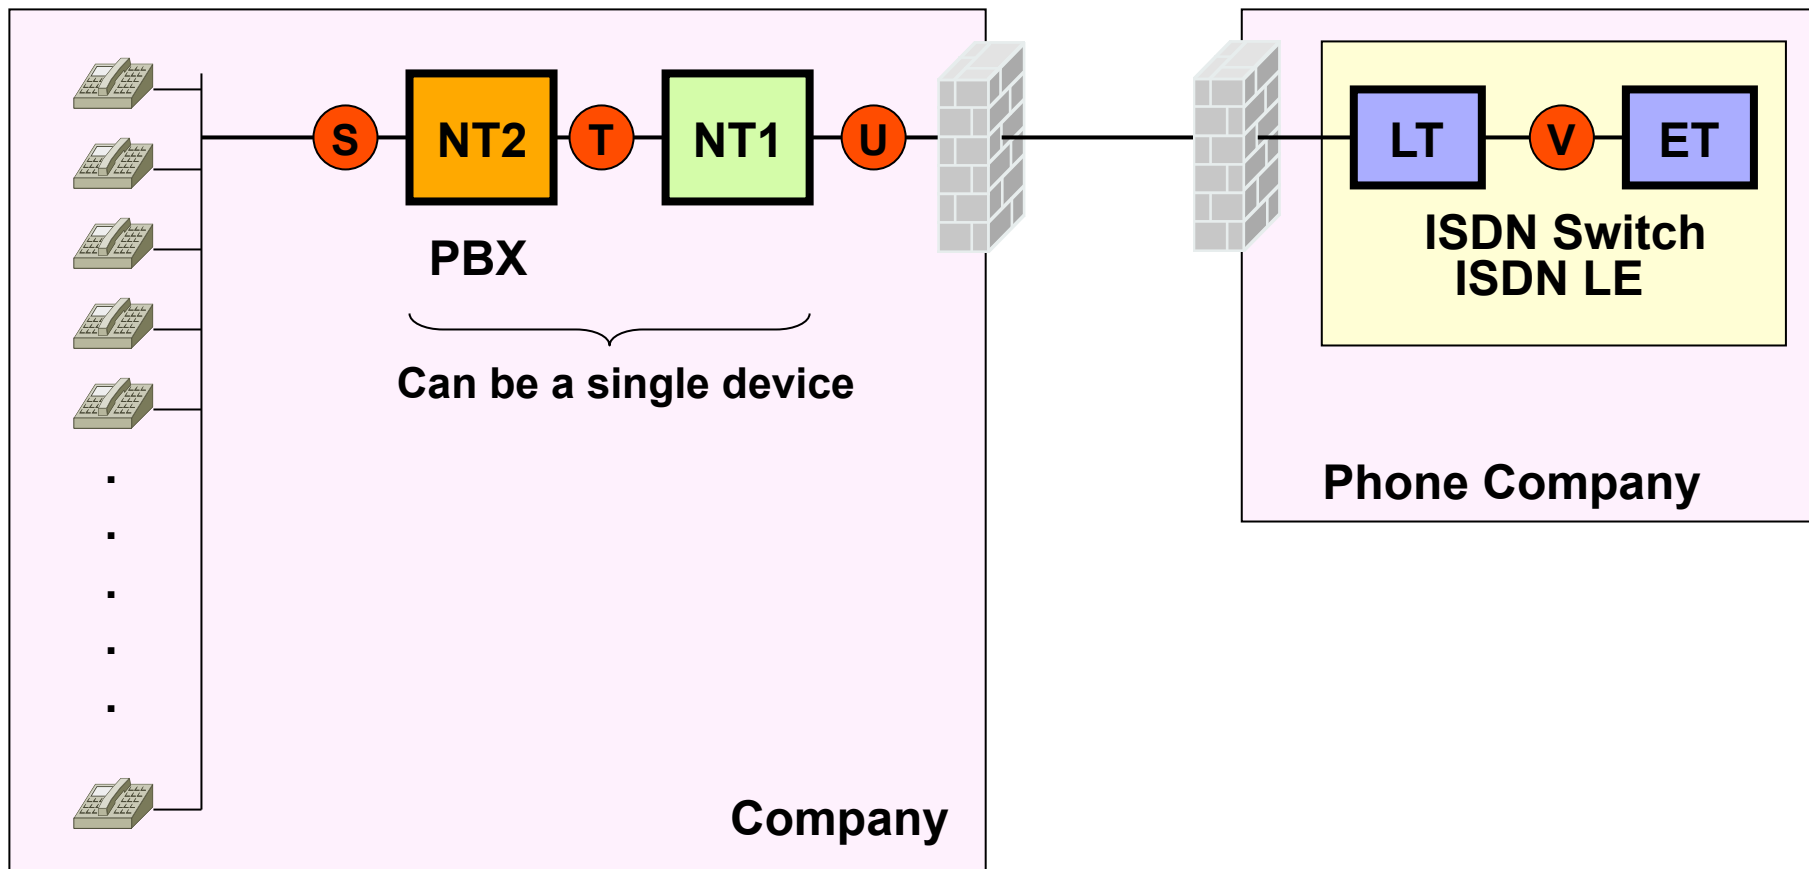 S
NT2
T
NT1
U
LT
V
ET
PBX
ISDN Switch
ISDN LE
Can be a single device
Phone Company
.
.
.
.
.
Company